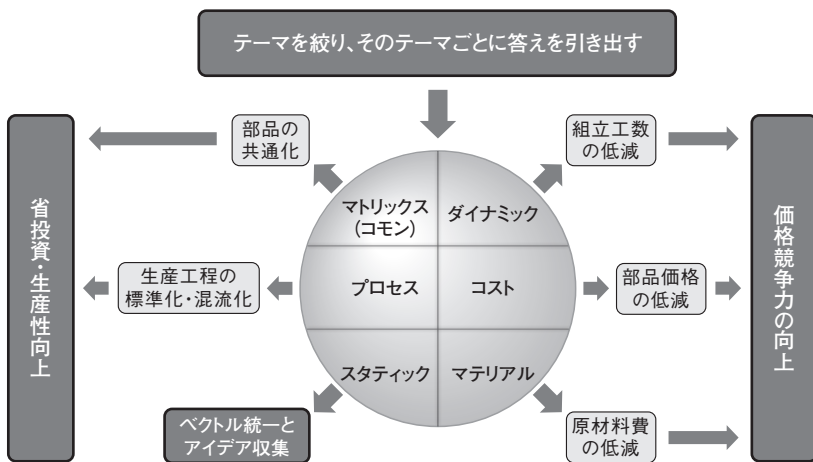 テーマを絞り、そのテーマごとに答えを引き出す
部品の
共通化
組立工数
の低減
省投資・生産性向上
マトリックス
(コモン)
ダイナミック
価格競争力の向上
生産工程の
標準化・混流化
プロセス
コスト
部品価格
の低減
スタティック
マテリアル
ベクトル統一と
アイデア収集
原材料費
の低減